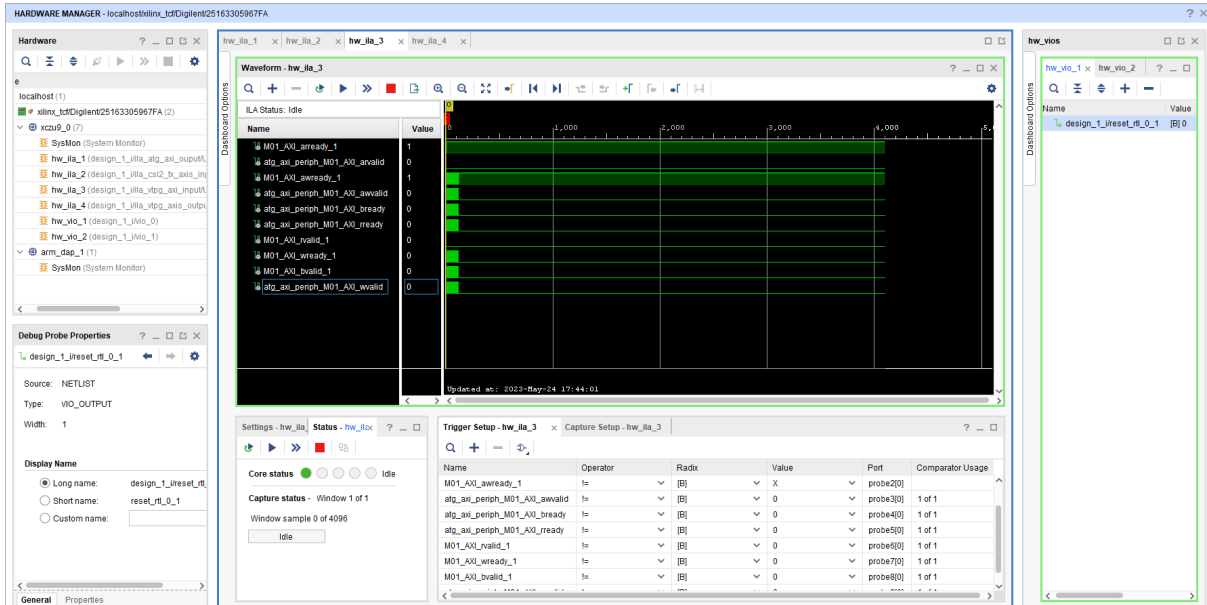 HARDWARE MANAGER - localhost/xilinx_tcf/Digilent/25163305967FA
Hardware
e
localhost (1)
xilinx_tcf/Digilent/25163305967FA (2)
xczu9_0 (7)
SysMon (System Monitor)
hw_ila_1 (design_1_i/ila_atg_axi_ouput/U
hw_ila_2 (design_1_i/ila_csi2_tx_axis_in
hw_ila_3 (design_1_i/ila_vtpg_axi_input/U
hw_ila_4 (design_1_i/ila_vtpg_axis_outpu
hw_vio_1 (design_1_i/vio_0)
hw_vio_2 (design_1_i/vio_1)
arm_dap_1 (1)
SysMon (System Monitor)
Debug Probe Properties
design_1_i/reset_rtl_0_1
Source: NETLIST
Type: VIO_OUTPUT
Width: 1
Display Name
Long name: design_1_i/reset_rtl_
Short name: reset_rtl_0_1
Custom name:
General Properties
hw_ila_1 hw_ila_2 hw_ila_3 hw_ila_4
Dashboard Options
Waveform - hw_ila_3
ILA Status: Idle
Name Value
0
0 1,000 2,000 3,000 4,000 5,
M01_AXI_arready_1 1
atg_axi_periph_M01_AXI_arvalid 0
M01_AXI_awready_1 1
atg_axi_periph_M01_AXI_awvalid 0
atg_axi_periph_M01_AXI_bready 0
atg_axi_periph_M01_AXI_rready 0
M01_AXI_rvalid_1 0
M01_AXI_wready_1 0
M01_AXI_bvalid_1 0
atg_axi_periph_M01_AXI_wvalid 0
Updated at: 2023-May-24 17:44:01
Settings - hw_ila_ Status - hw_ila
Core status Idle
Capture status - Window 1 of 1
Window sample 0 of 4096
Idle
Trigger Setup - hw_ila_3 Capture Setup - hw_ila_3
Name Operator Radix Value Port Comparator Usage
M01_AXI_awready_1 != [B] X probe2[0]
atg_axi_periph_M01_AXI_awvalid != [B] 0 probe3[0] 1 of 1
atg_axi_periph_M01_AXI_bready != [B] 0 probe4[0] 1 of 1
atg_axi_periph_M01_AXI_rready != [B] 0 probe5[0] 1 of 1
M01_AXI_rvalid_1 != [B] 0 probe6[0] 1 of 1
M01_AXI_wready_1 != [B] 0 probe7[0] 1 of 1
M01_AXI_bvalid_1 != [B] 0 probe8[0] 1 of 1
hw_vios
Dashboard Options
hw_vio_1 hw_vio_2
Name Value
design_1_i/reset_rtl_0_1 [B] 0